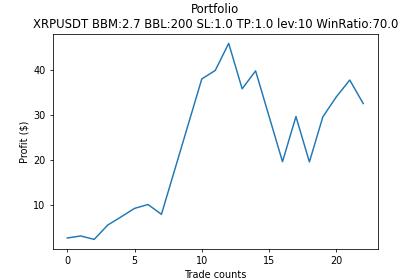 Portfolio
XRPUSDT BBM:2.7 BBL:200 SL:1.0 TP:1.0 lev:10 WinRatio:70.0
40
30
20
10
Profit ($)
0 5 10 15 20
Trade counts